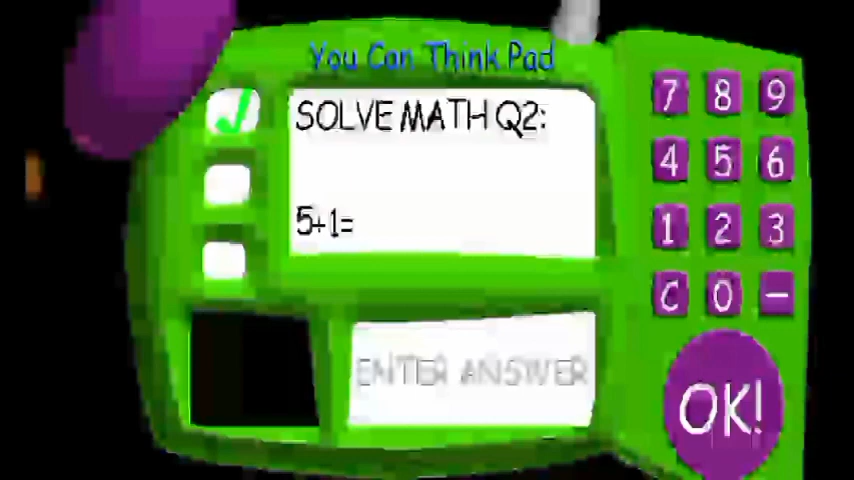 You Can Think Pad
SOLVE MATH Q2:
5+1=
ENTER ANSWER
7 8 9
4 5 6
1 2 3
C 0 –
OK!